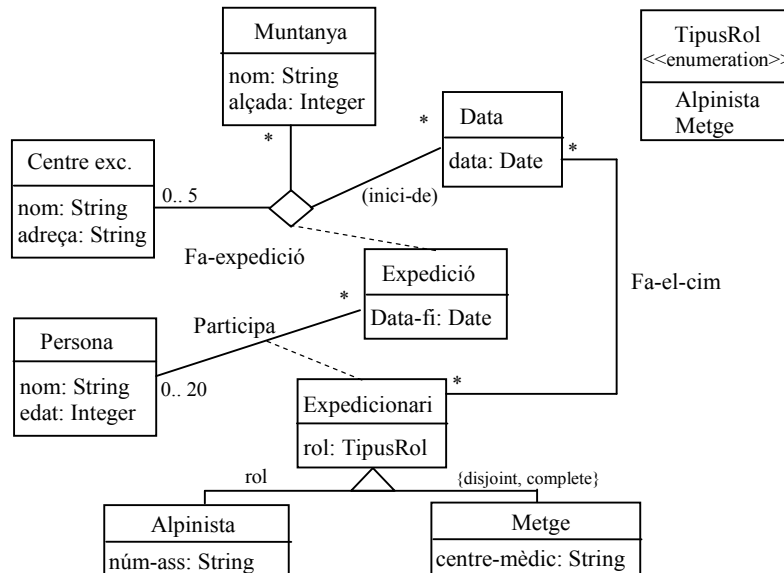 Muntanya
nom: String
alçada: Integer
TipusRol
<<enumeration>>
Alpinista
Metge
*
*
Data
data: Date
*
Centre exc.
nom: String
adreça: String
0.. 5
(inici-de)
Fa-expedició
Expedició
Data-fi: Date
Fa-el-cim
*
Participa
Persona
nom: String
edat: Integer
0.. 20
*
Expedicionari
rol: TipusRol
rol
{disjoint, complete}
Alpinista
núm-ass: String
Metge
centre-mèdic: String